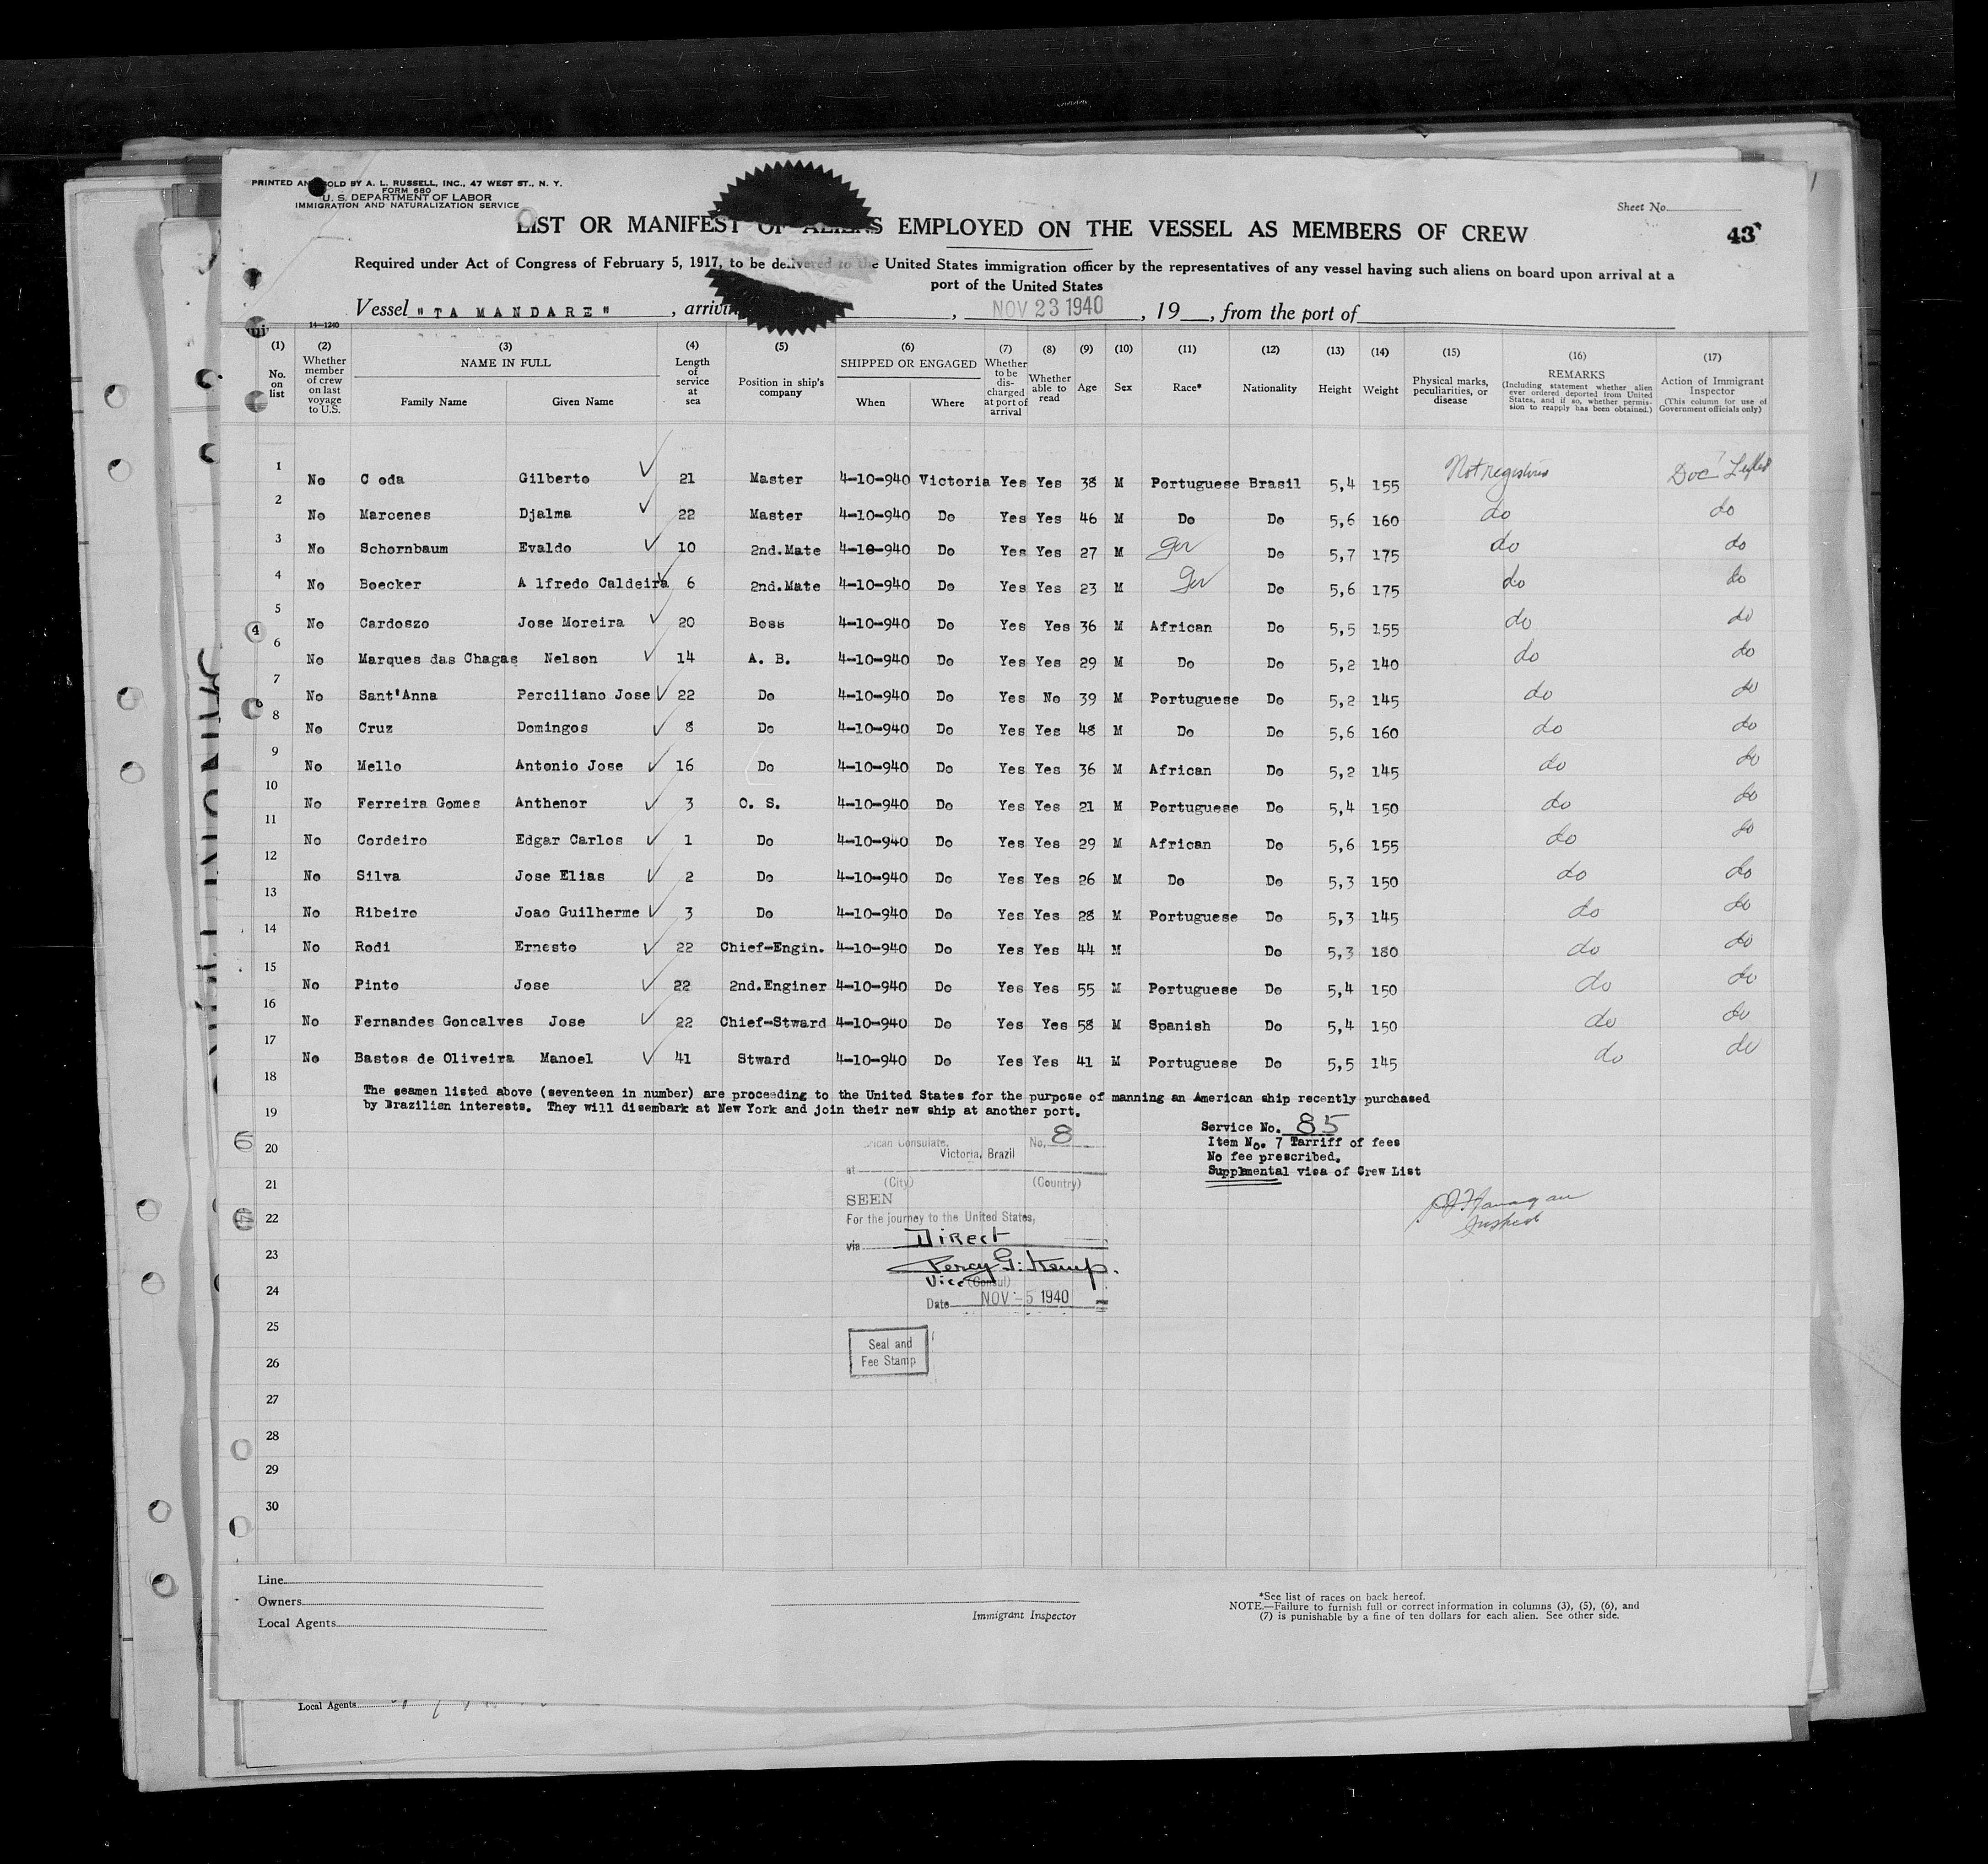 PRINTED AND SOLD BY A. L. RUSSELL, INC., 47 WEST ST., N. Y.
FORM 680
U. S. DEPARTMENT OF LABOR
IMMIGRATION AND NATURALIZATION SERVICE
Sheet No.
LIST OR MANIFEST OF ALIENS EMPLOYED ON THE VESSEL AS MEMBERS OF CREW
43
Required under Act of Congress of February 5, 1917, to be delivered to the United States immigration officer by the representatives of any vessel having such aliens on board upon arrival at a
port of the United States
Vessel "TA MANDARE", NOV 23 1940, 19, from the port of
14—1240
(1) No. on list
(2) Whether member of crew on last voyage to U.S.
(3) NAME IN FULL Family Name Given Name
(4) Length of service at sea
(5) Position in ship's company
(6) SHIPPED OR ENGAGED When Where
(7) Whether to be discharged at port of arrival
(8) Whether able to read
(9) Age
(10) Sex
(11) Race*
(12) Nationality
(13) Height
(14) Weight
(15) Physical marks, peculiarities, or disease
(16) REMARKS (Including statement whether alien ever ordered deported from United States, and if so, whether permission to reapply has been obtained.)
(17) Action of Immigrant Inspector (This column for use of Government officials only)
1 No C oda Gilberto 21 Master 4-10-940 Victoria Yes Yes 38 M Portuguese Brasil 5,4 155
2 No Marcenes Djalma 22 Master 4-10-940 Do Yes Yes 46 M Do Do 5,6 160 do do
3 No Schornbaum Evaldo 10 2nd.Mate 4-10-940 Do Yes Yes 27 M Ger Do 5,7 175 do do
4 No Boecker A lfredo Caldeira 6 2nd.Mate 4-10-940 Do Yes Yes 23 M Ger Do 5,6 175 do do
5 No Cardoszo Jose Moreira 20 Boss 4-10-940 Do Yes Yes 36 M African Do 5,5 155 do do
6 No Marques das Chagas Nelson 14 A. B. 4-10-940 Do Yes Yes 29 M Do Do 5,2 140 do do
7 No Sant'Anna Perciliano Jose 22 Do 4-10-940 Do Yes No 39 M Portuguese Do 5,2 145 do do
8 No Cruz Domingos 8 Do 4-10-940 Do Yes Yes 48 M Do Do 5,6 160 do do
9 No Mello Antonio Jose 16 Do 4-10-940 Do Yes Yes 36 M African Do 5,2 145 do do
10 No Ferreira Gomes Anthenor 3 O. S. 4-10-940 Do Yes Yes 21 M Portuguese Do 5,4 150 do do
11 No Cordeiro Edgar Carlos 1 Do 4-10-940 Do Yes Yes 29 M African Do 5,6 155 do do
12 No Silva Jose Elias 2 Do 4-10-940 Do Yes Yes 26 M Do Do 5,3 150 do do
13 No Ribeiro Joao Guilherme 3 Do 4-10-940 Do Yes Yes 28 M Portuguese Do 5,3 145 do do
14 No Rodi Ernesto 22 Chief-Engin. 4-10-940 Do Yes Yes 44 M Do 5,3 180 do do
15 No Pinto Jose 22 2nd.Enginer 4-10-940 Do Yes Yes 55 M Portuguese Do 5,4 150 do do
16 No Fernandes Goncalves Jose 22 Chief-Stward 4-10-940 Do Yes Yes 58 M Spanish Do 5,4 150 do do
17 No Bastos de Oliveira Manoel 41 Stward 4-10-940 Do Yes Yes 41 M Portuguese Do 5,5 145 do do
18
The seamen listed above (seventeen in number) are proceeding to the United States for the purpose of manning an American ship recently purchased
19
by Brazilian interests. They will disembark at New York and join their new ship at another port.
Service No. 85
Item No. 7 Tarriff of fees
No fee prescribed.
Supplmental visa of Crew List
20
Consulate, No. 8
Victoria, Brazil
at
(City) (Country)
21
SEEN
22
For the journey to the United States,
via Direct
23
Percy G. Kemp.
Vice (Consul)
24
Date NOV - 5 1940
25
Seal and
Fee Stamp
26
27
28
29
30
Line
Owners
Local Agents
Immigrant Inspector
*See list of races on back hereof.
NOTE.—Failure to furnish full or correct information in columns (3), (5), (6), and
(7) is punishable by a fine of ten dollars for each alien. See other side.
Local Agents